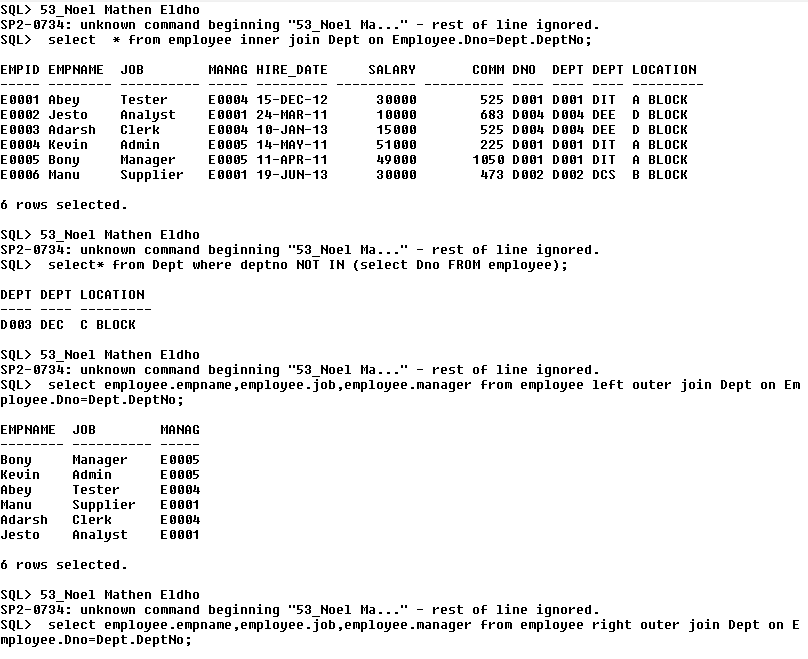 SQL> 53_Noel Mathen Eldho
SP2-0734: unknown command beginning "53_Noel Ma..." - rest of line ignored.
SQL>  select  * from employee inner join Dept on Employee.Dno=Dept.DeptNo;
EMPID EMPNAME  JOB        MANAG HIRE_DATE     SALARY       COMM DNO  DEPT DEPT LOCATION
----- -------- ---------- ----- --------- ---------- ---------- ---- ---- ---- ---------
E0001 Abey     Tester     E0004 15-DEC-12      30000        525 D001 D001 DIT  A BLOCK
E0002 Jesto    Analyst    E0001 24-MAR-11      10000        683 D004 D004 DEE  D BLOCK
E0003 Adarsh   Clerk      E0004 10-JAN-13      15000        525 D004 D004 DEE  D BLOCK
E0004 Kevin    Admin      E0005 14-MAY-11      51000        225 D001 D001 DIT  A BLOCK
E0005 Bony     Manager    E0005 11-APR-11      49000       1050 D001 D001 DIT  A BLOCK
E0006 Manu     Supplier   E0001 19-JUN-13      30000        473 D002 D002 DCS  B BLOCK
6 rows selected.
SQL> 53_Noel Mathen Eldho
SP2-0734: unknown command beginning "53_Noel Ma..." - rest of line ignored.
SQL>  select* from Dept where deptno NOT IN (select Dno FROM employee);
DEPT DEPT LOCATION
---- ---- ---------
D003 DEC  C BLOCK
SQL> 53_Noel Mathen Eldho
SP2-0734: unknown command beginning "53_Noel Ma..." - rest of line ignored.
SQL>  select employee.empname,employee.job,employee.manager from employee left outer join Dept on Em
ployee.Dno=Dept.DeptNo;
EMPNAME  JOB        MANAG
-------- ---------- -----
Bony     Manager    E0005
Kevin    Admin      E0005
Abey     Tester     E0004
Manu     Supplier   E0001
Adarsh   Clerk      E0004
Jesto    Analyst    E0001
6 rows selected.
SQL> 53_Noel Mathen Eldho
SP2-0734: unknown command beginning "53_Noel Ma..." - rest of line ignored.
SQL>  select employee.empname,employee.job,employee.manager from employee right outer join Dept on E
mployee.Dno=Dept.DeptNo;